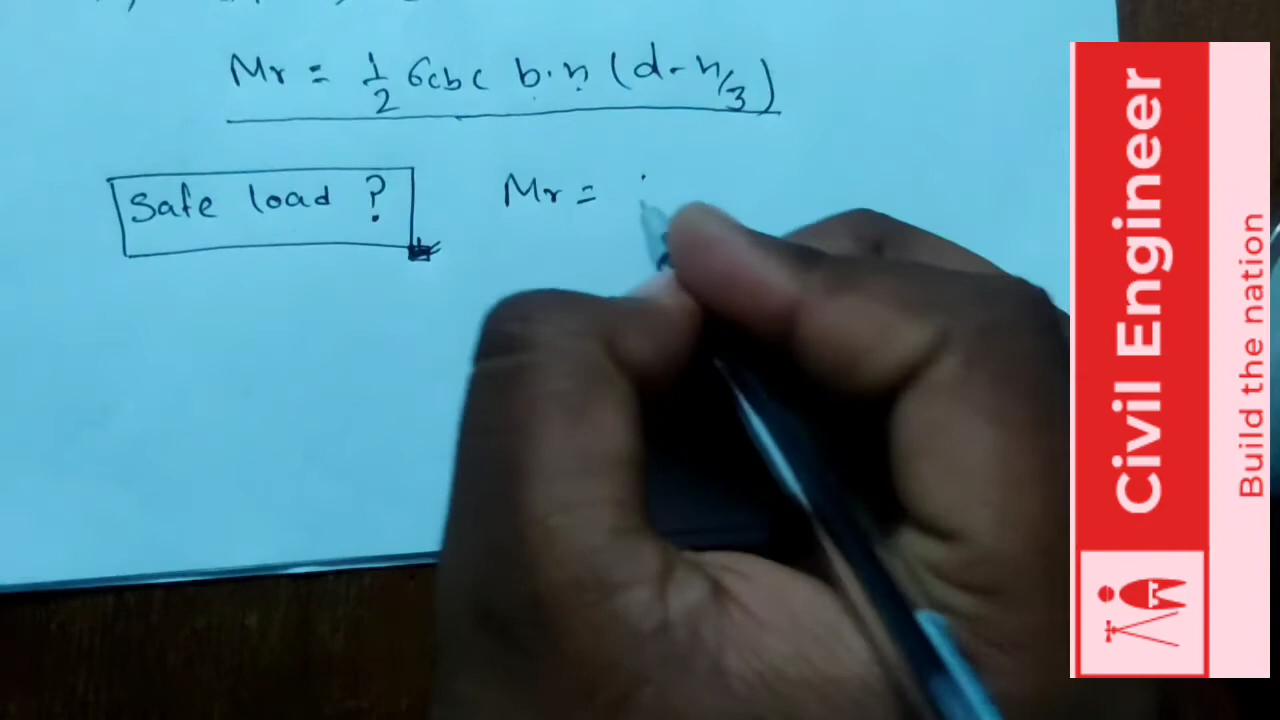 Mr = 1/2 σcbc b.n (d - n/3)
Safe load ?
Mr =
Civil Engineer
Build the nation